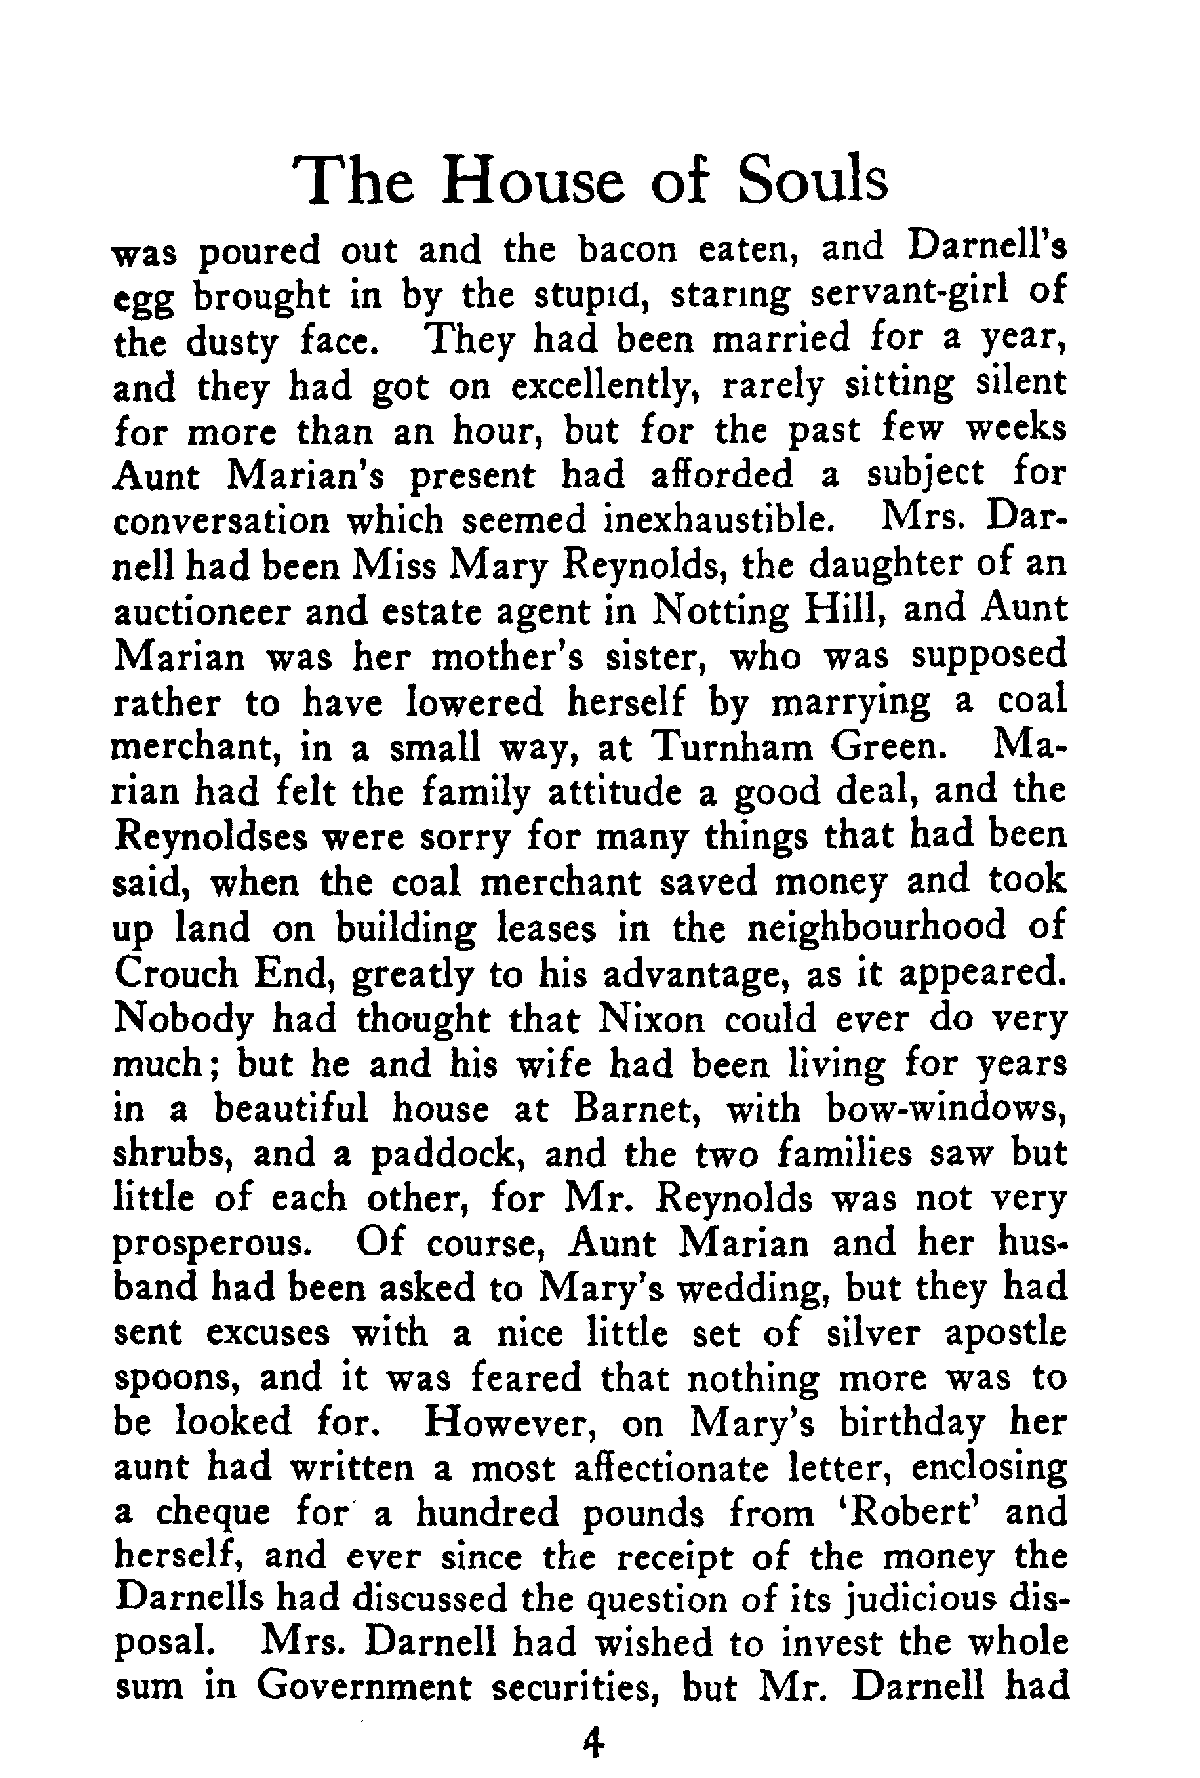 The House of Souls
was poured out and the bacon eaten, and Darnell's
egg brought in by the stupid, staring servant-girl of
the dusty face. They had been married for a year,
and they had got on excellently, rarely sitting silent
for more than an hour, but for the past few weeks
Aunt Marian's present had afforded a subject for
conversation which seemed inexhaustible. Mrs. Dar-
nell had been Miss Mary Reynolds, the daughter of an
auctioneer and estate agent in Notting Hill, and Aunt
Marian was her mother's sister, who was supposed
rather to have lowered herself by marrying a coal
merchant, in a small way, at Turnham Green. Ma-
rian had felt the family attitude a good deal, and the
Reynoldses were sorry for many things that had been
said, when the coal merchant saved money and took
up land on building leases in the neighbourhood of
Crouch End, greatly to his advantage, as it appeared.
Nobody had thought that Nixon could ever do very
much; but he and his wife had been living for years
in a beautiful house at Barnet, with bow-windows,
shrubs, and a paddock, and the two families saw but
little of each other, for Mr. Reynolds was not very
prosperous. Of course, Aunt Marian and her hus-
band had been asked to Mary's wedding, but they had
sent excuses with a nice little set of silver apostle
spoons, and it was feared that nothing more was to
be looked for. However, on Mary's birthday her
aunt had written a most affectionate letter, enclosing
a cheque for a hundred pounds from 'Robert' and
herself, and ever since the receipt of the money the
Darnells had discussed the question of its judicious dis-
posal. Mrs. Darnell had wished to invest the whole
sum in Government securities, but Mr. Darnell had
4